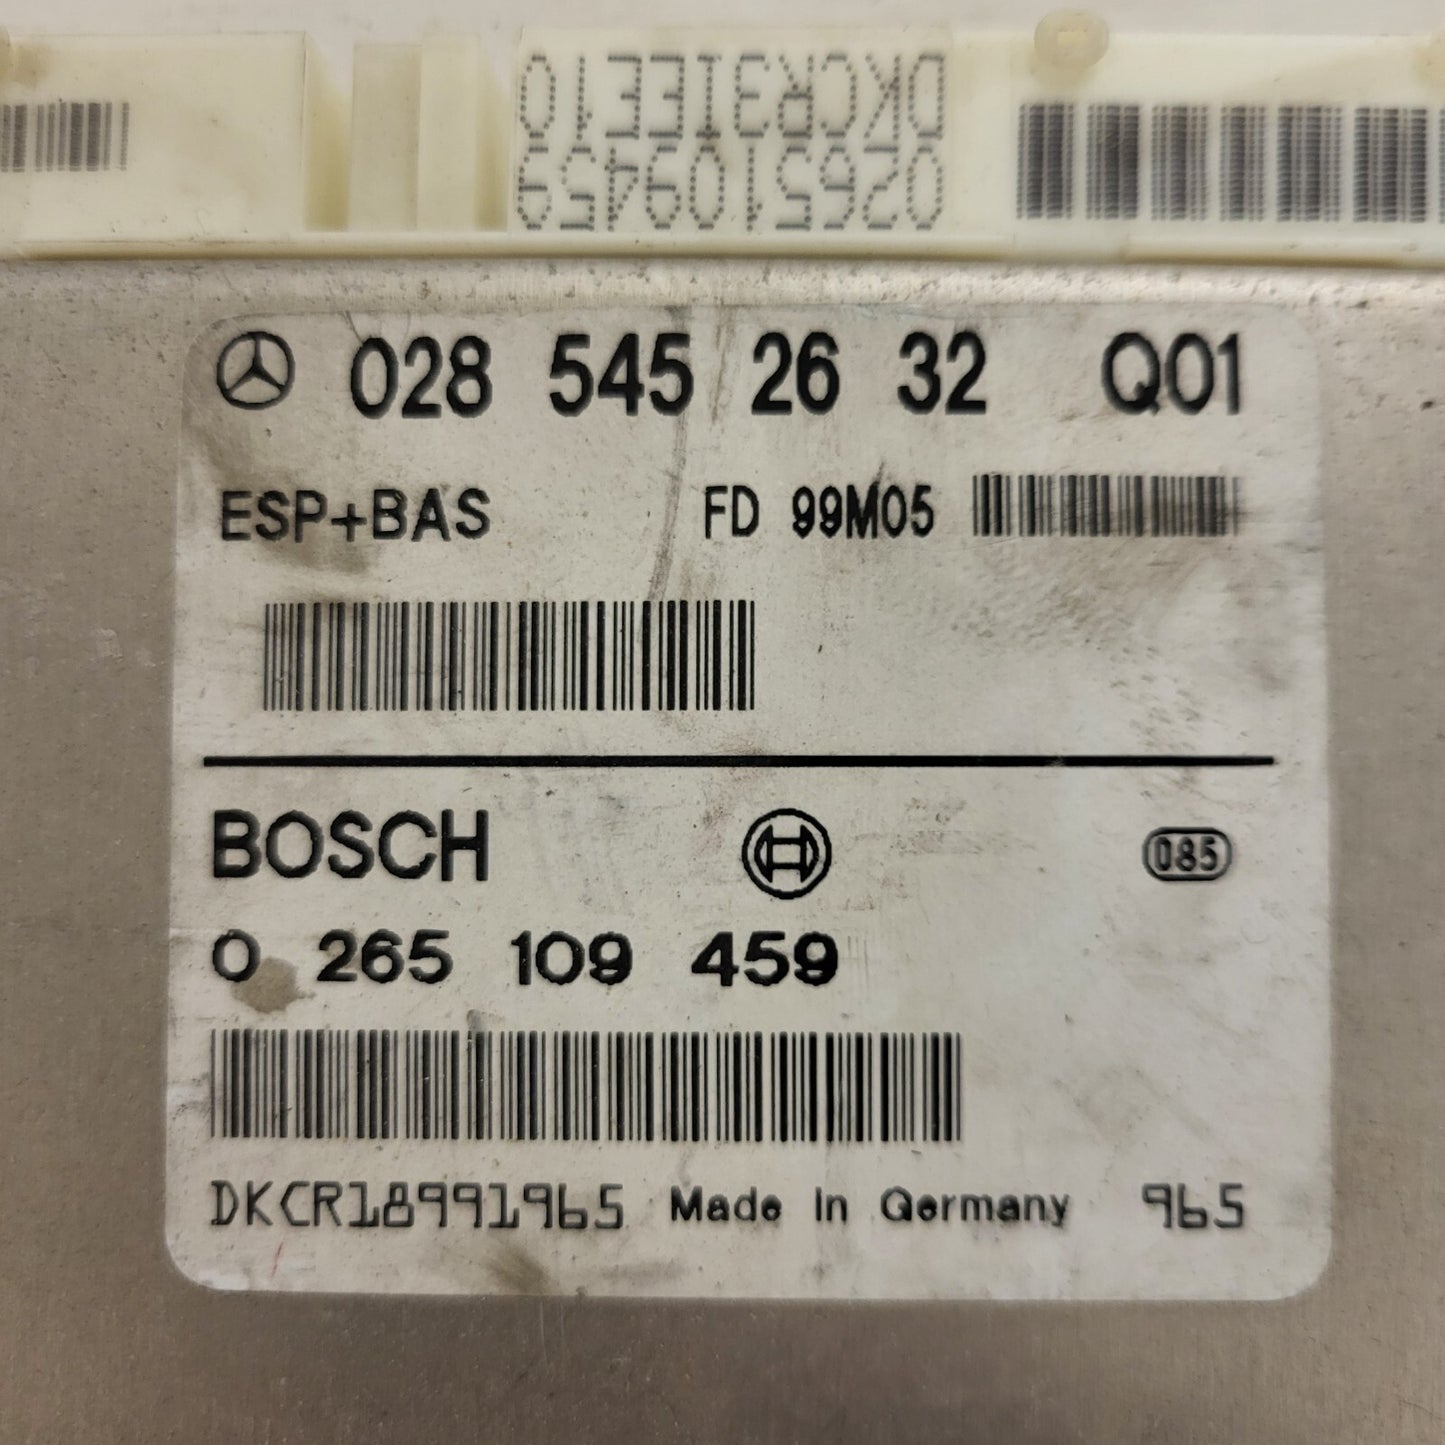 DKCR3IEE10
0265109459
028 545 26 32 Q01
ESP+BAS FD 99M05
BOSCH 085
0 265 109 459
DKCR18991965 Made in Germany 965